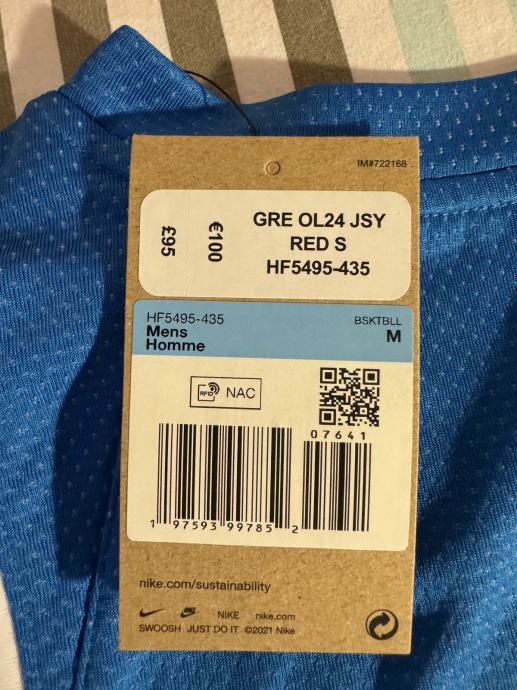 IM#722168
£95
€100
GRE OL24 JSY
RED S
HF5495-435
HF5495-435
Mens
Homme
BSKTBLL
M
RFID
NAC
07641
1 97593 99785 2
nike.com/sustainability
NIKE nike.com
SWOOSH JUST DO IT ©2021 Nike